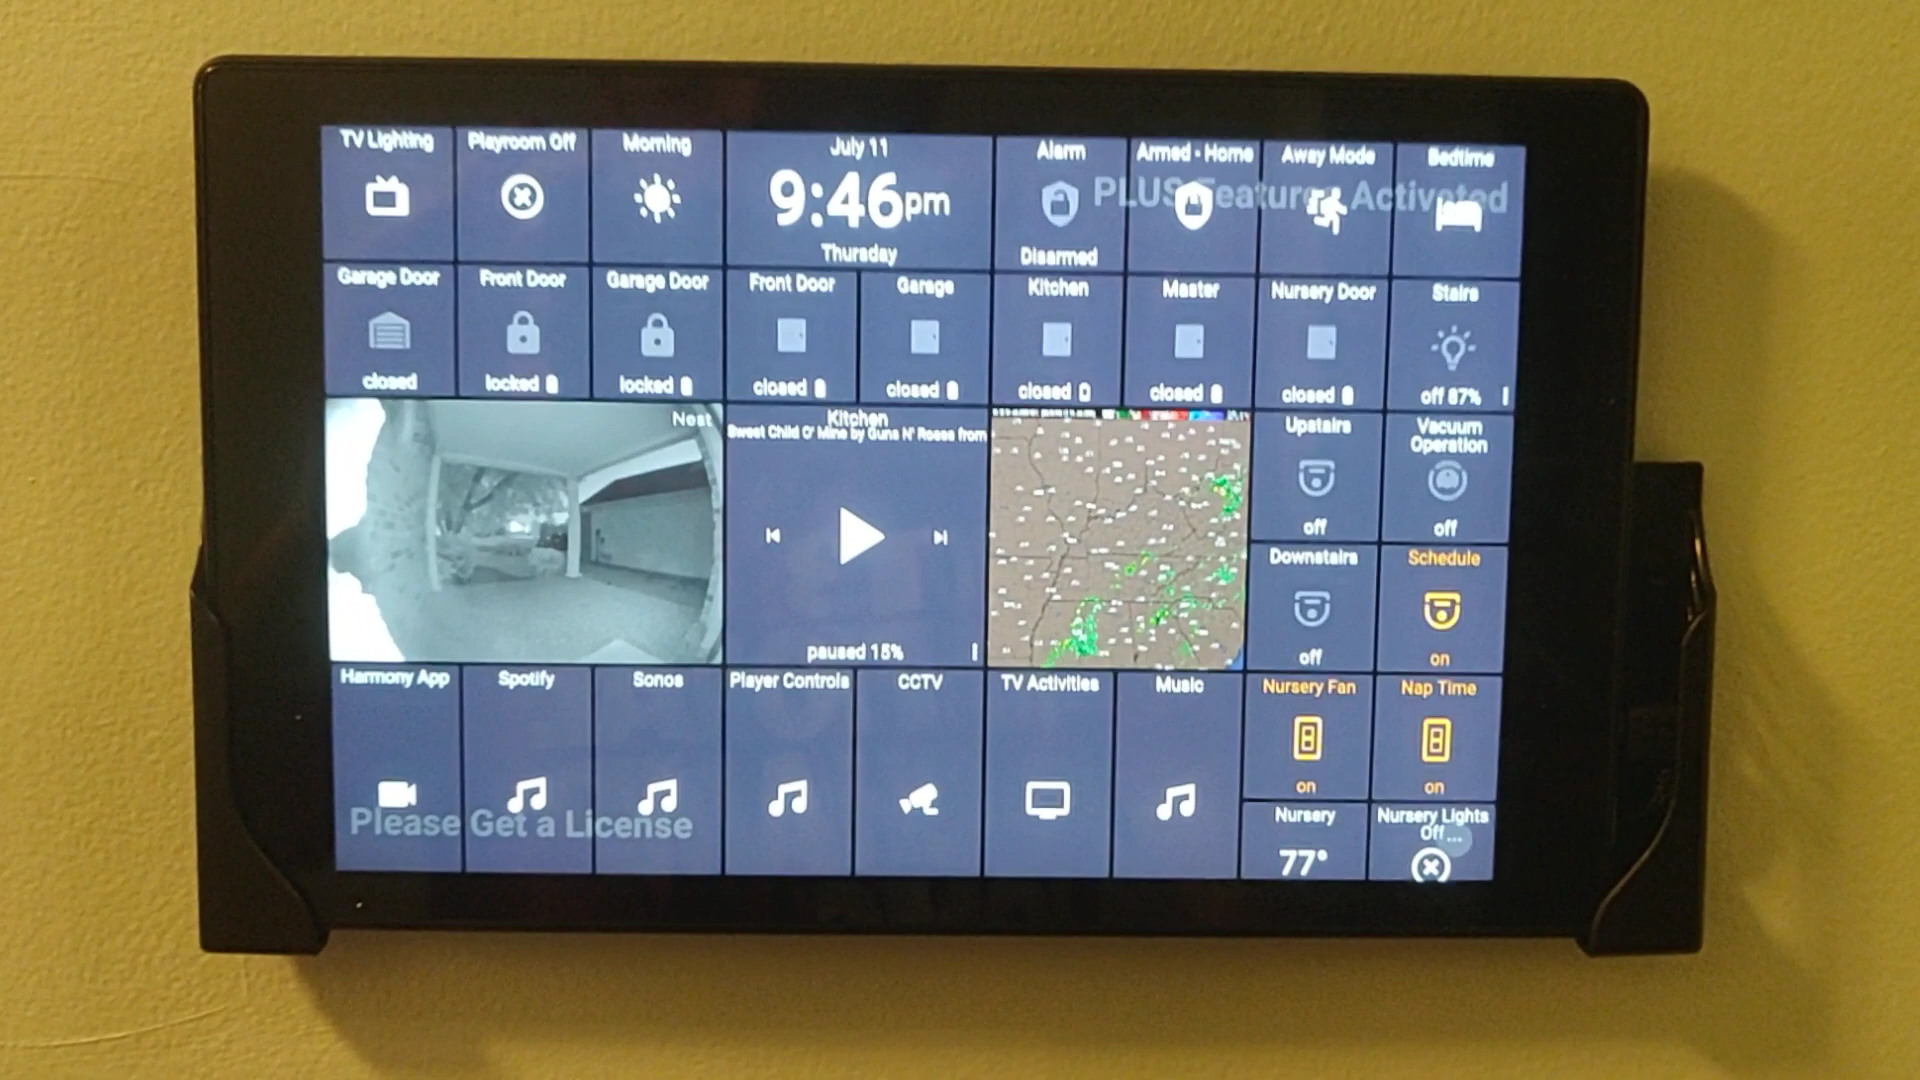 TV Lighting
Playroom Off
Morning
July 11
9:46pm
Thursday
Alarm
Disarmed
Armed - Home
Away Mode
Bedtime
PLUS Features Activated
Garage Door
closed
Front Door
locked
Garage Door
locked
Front Door
closed
Garage
closed
Kitchen
closed
Master
closed
Nursery Door
closed
Stairs
off 87%
Nest
Kitchen
Sweet Child O' Mine by Guns N' Roses from
paused 15%
Upstairs
off
Vacuum
Operation
off
Downstairs
off
Schedule
on
Harmony App
Spotify
Sonos
Player Controls
CCTV
TV Activities
Music
Nursery Fan
on
Nap Time
on
Please Get a License
Nursery
77°
Nursery Lights
Off...